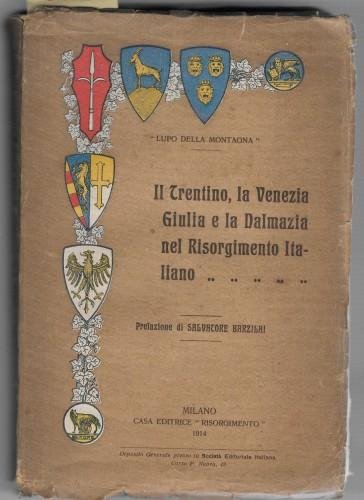 " LUPO DELLA MONTAGNA "
Il Trentino, la Venezia
Giulia e la Dalmazia
nel Risorgimento Ita-
liano .. .. .. .. ..
Prefazione di SALVATORE BARZILAI
MILANO
CASA EDITRICE " RISORGIMENTO "
1914
Deposito Generale presso la Società Editoriale Italiana